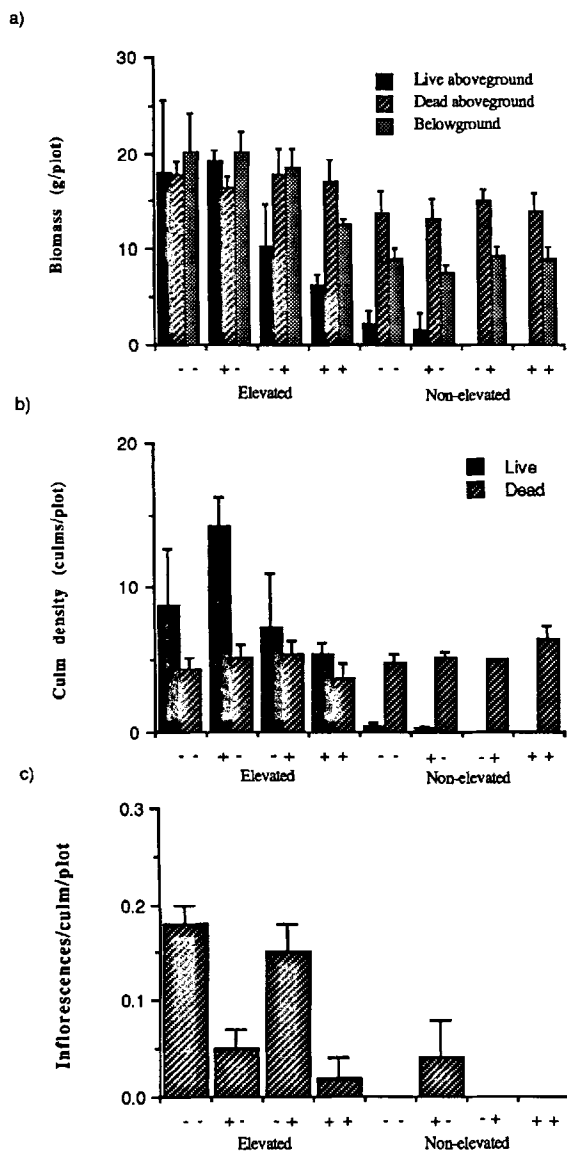 a)
30
20
10
0
Biomass (g/plot)
Live aboveground
Dead aboveground
Belowground
- - + - - + + + - - + - - + + +
Elevated Non-elevated
b)
20
10
0
Culm density (culms/plot)
Live
Dead
- - + - - + + + - - + - - + + +
Elevated Non-elevated
c)
0.3
0.2
0.1
0.0
Inflorescences/culm/plot
- - + - - + + + - - + - - + + +
Elevated Non-elevated